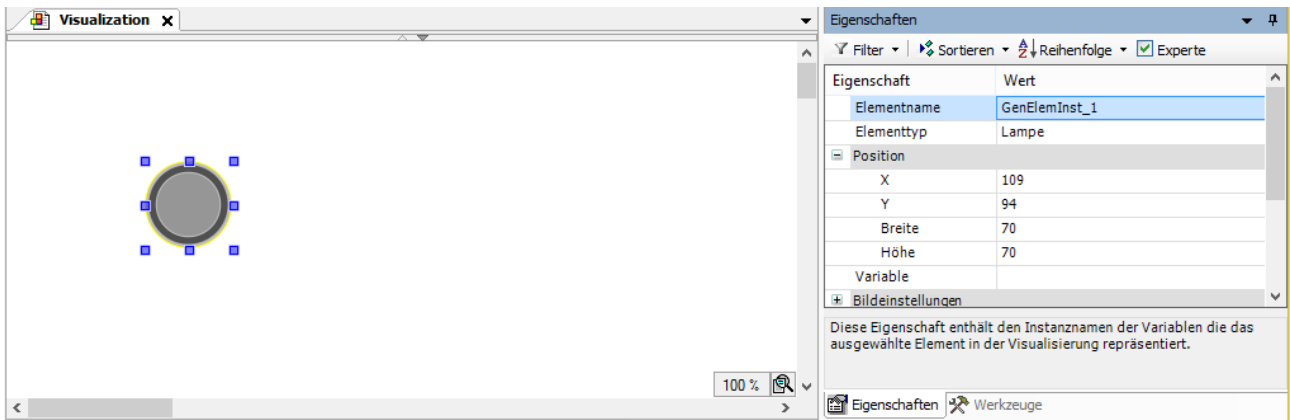 Visualization
Eigenschaften
Filter Sortieren Reihenfolge Experte
Eigenschaft Wert
Elementname GenElemInst_1
Elementtyp Lampe
Position
X 109
Y 94
Breite 70
Höhe 70
Variable
Bildeinstellungen
Diese Eigenschaft enthält den Instanznamen der Variablen die das
ausgewählte Element in der Visualisierung repräsentiert.
100 %
Eigenschaften Werkzeuge